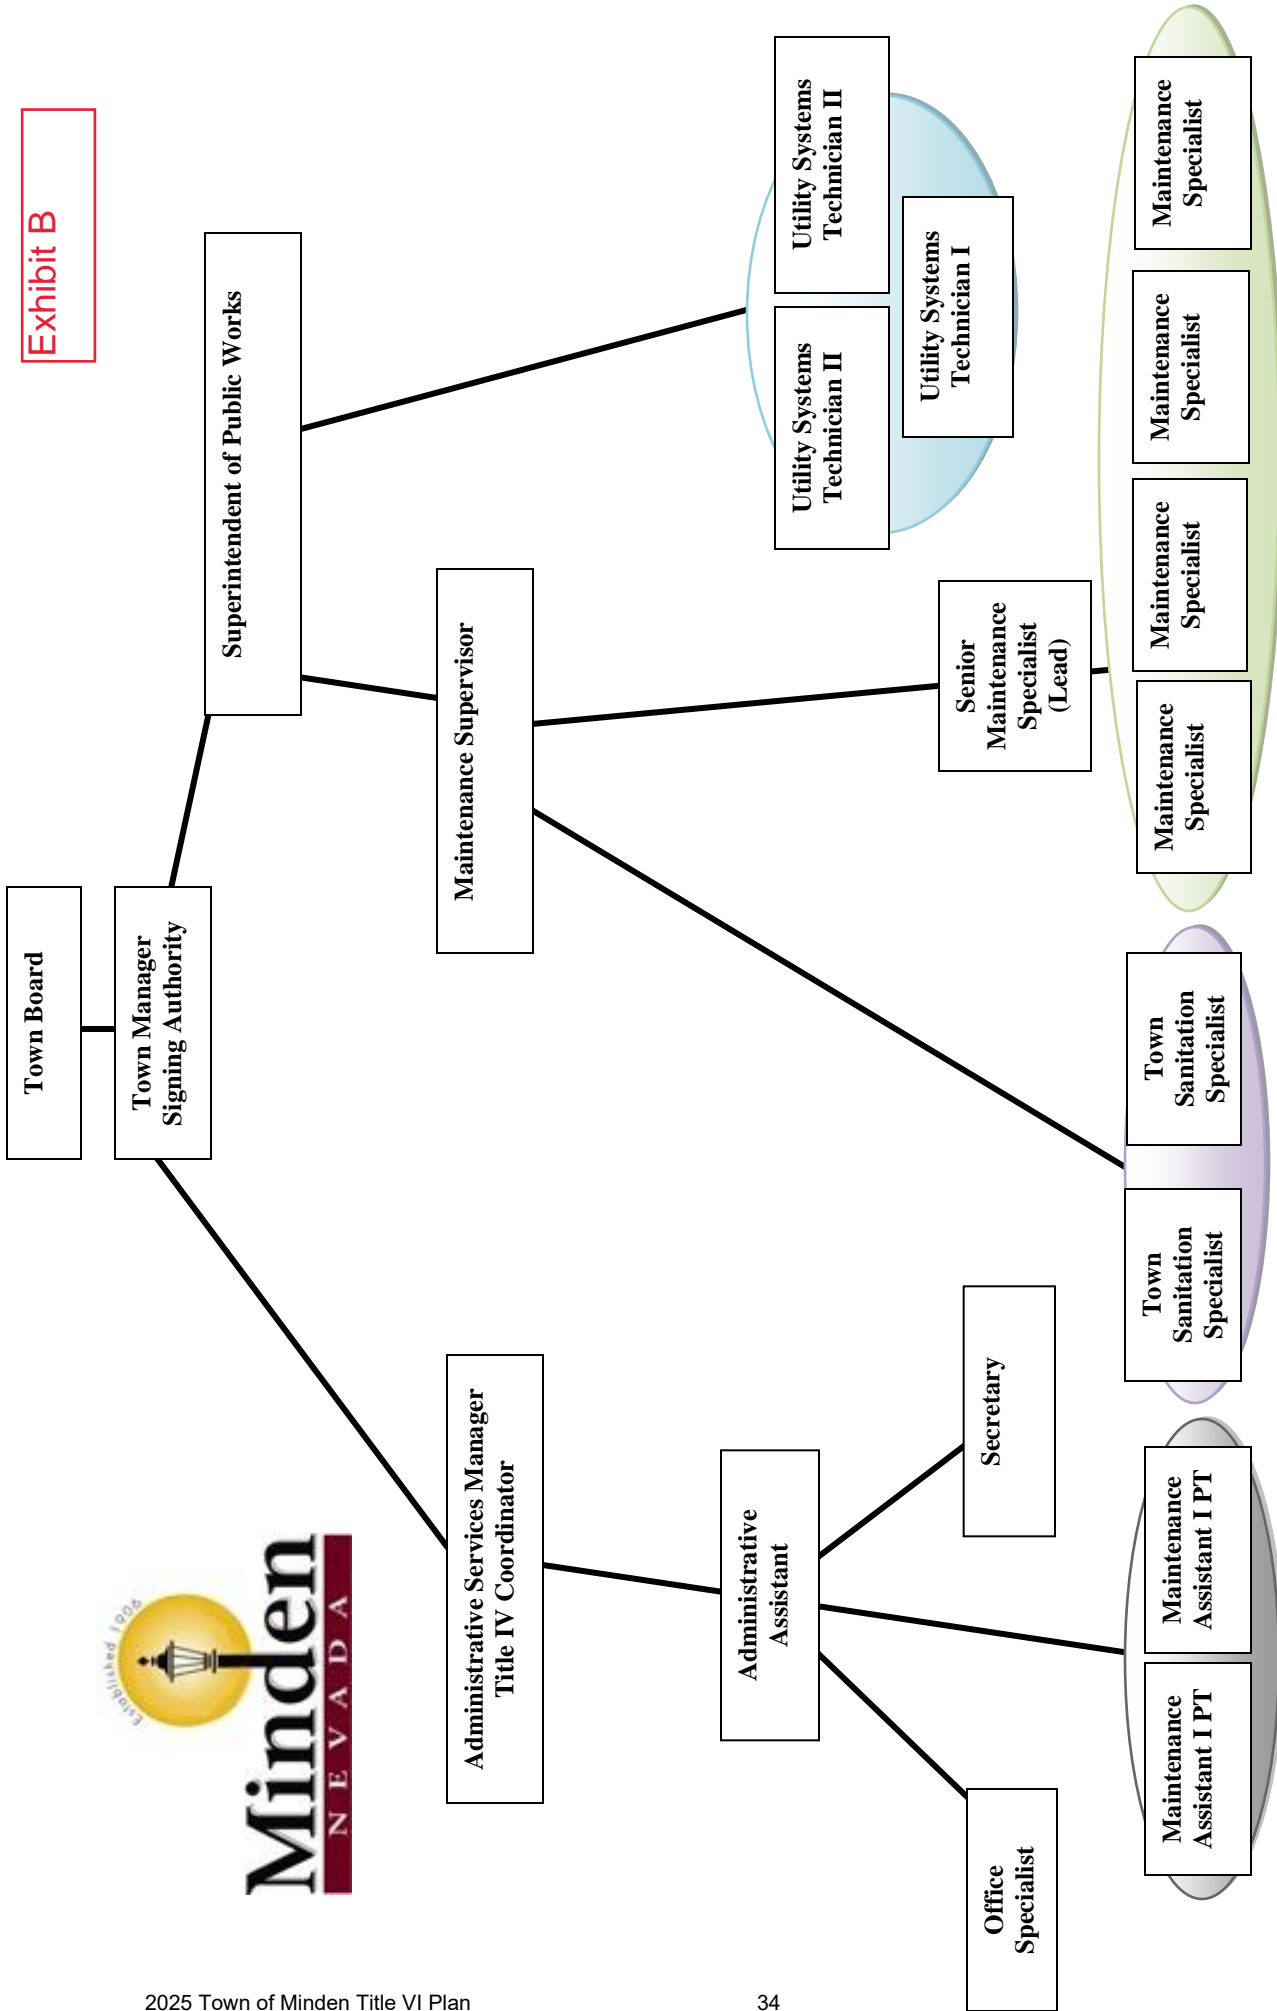 Exhibit B
Town Board
Town Manager
Signing Authority
Superintendent of Public Works
Established 1906
Minden
NEVADA
Administrative Services Manager
Title IV Coordinator
Maintenance Supervisor
Administrative
Assistant
Utility Systems
Technician II
Utility Systems
Technician II
Utility Systems
Technician I
Office
Specialist
Secretary
Senior
Maintenance
Specialist
(Lead)
Maintenance
Assistant I PT
Maintenance
Assistant I PT
Town
Sanitation
Specialist
Town
Sanitation
Specialist
Maintenance
Specialist
Maintenance
Specialist
Maintenance
Specialist
Maintenance
Specialist
2025 Town of Minden Title VI Plan
34